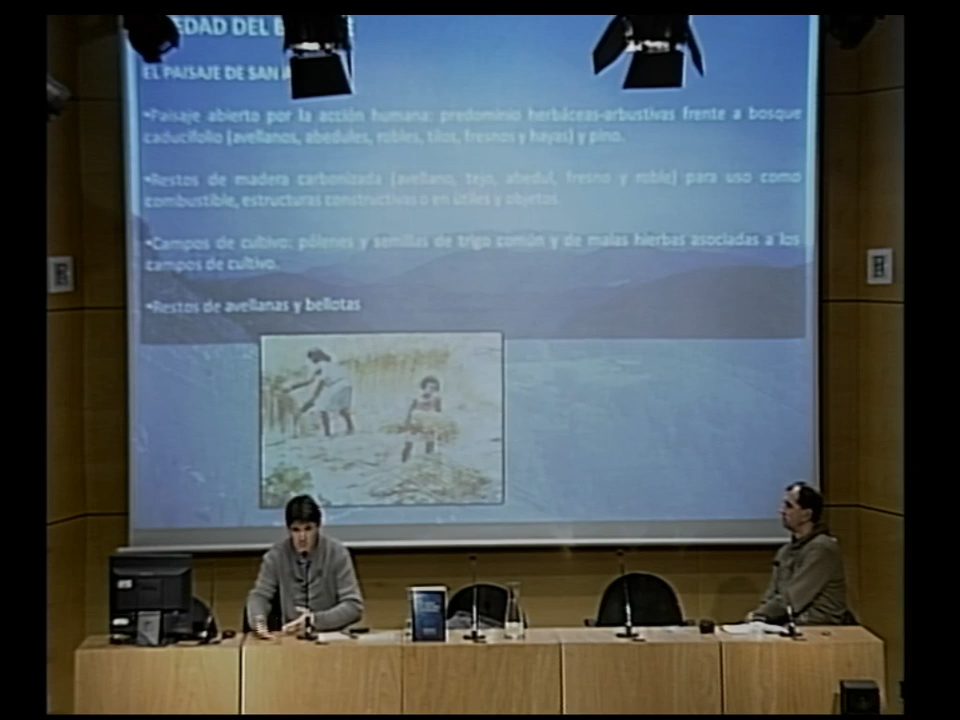 EDAD DEL
EL PAISAJE DE SAN
•Paisaje abierto por la acción humana: predominio herbáceas-arbustivas frente a bosque
caducifolio (avellanos, abedules, robles, tilos, fresnos y hayas) y pino.
•Restos de madera carbonizada (avellano, tejo, abedul, fresno y roble) para uso como
combustible, estructuras constructivas o en útiles y objetos.
•Campos de cultivo: pólenes y semillas de trigo común y de malas hierbas asociadas a los
campos de cultivo.
•Restos de avellanas y bellotas